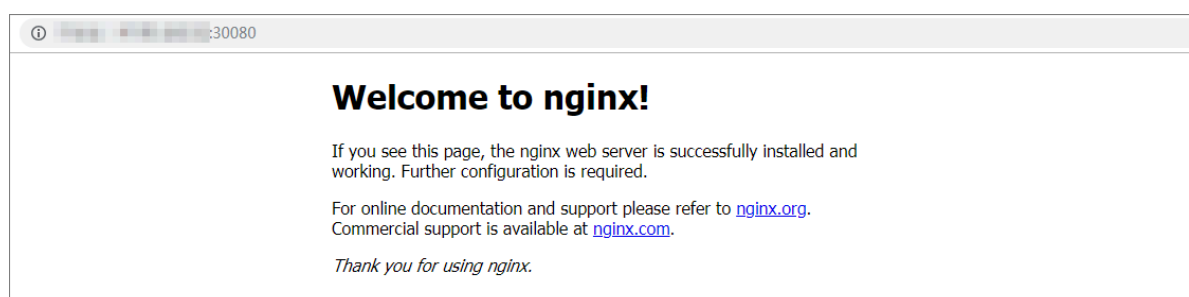 :30080
Welcome to nginx!
If you see this page, the nginx web server is successfully installed and
working. Further configuration is required.
For online documentation and support please refer to nginx.org.
Commercial support is available at nginx.com.
Thank you for using nginx.